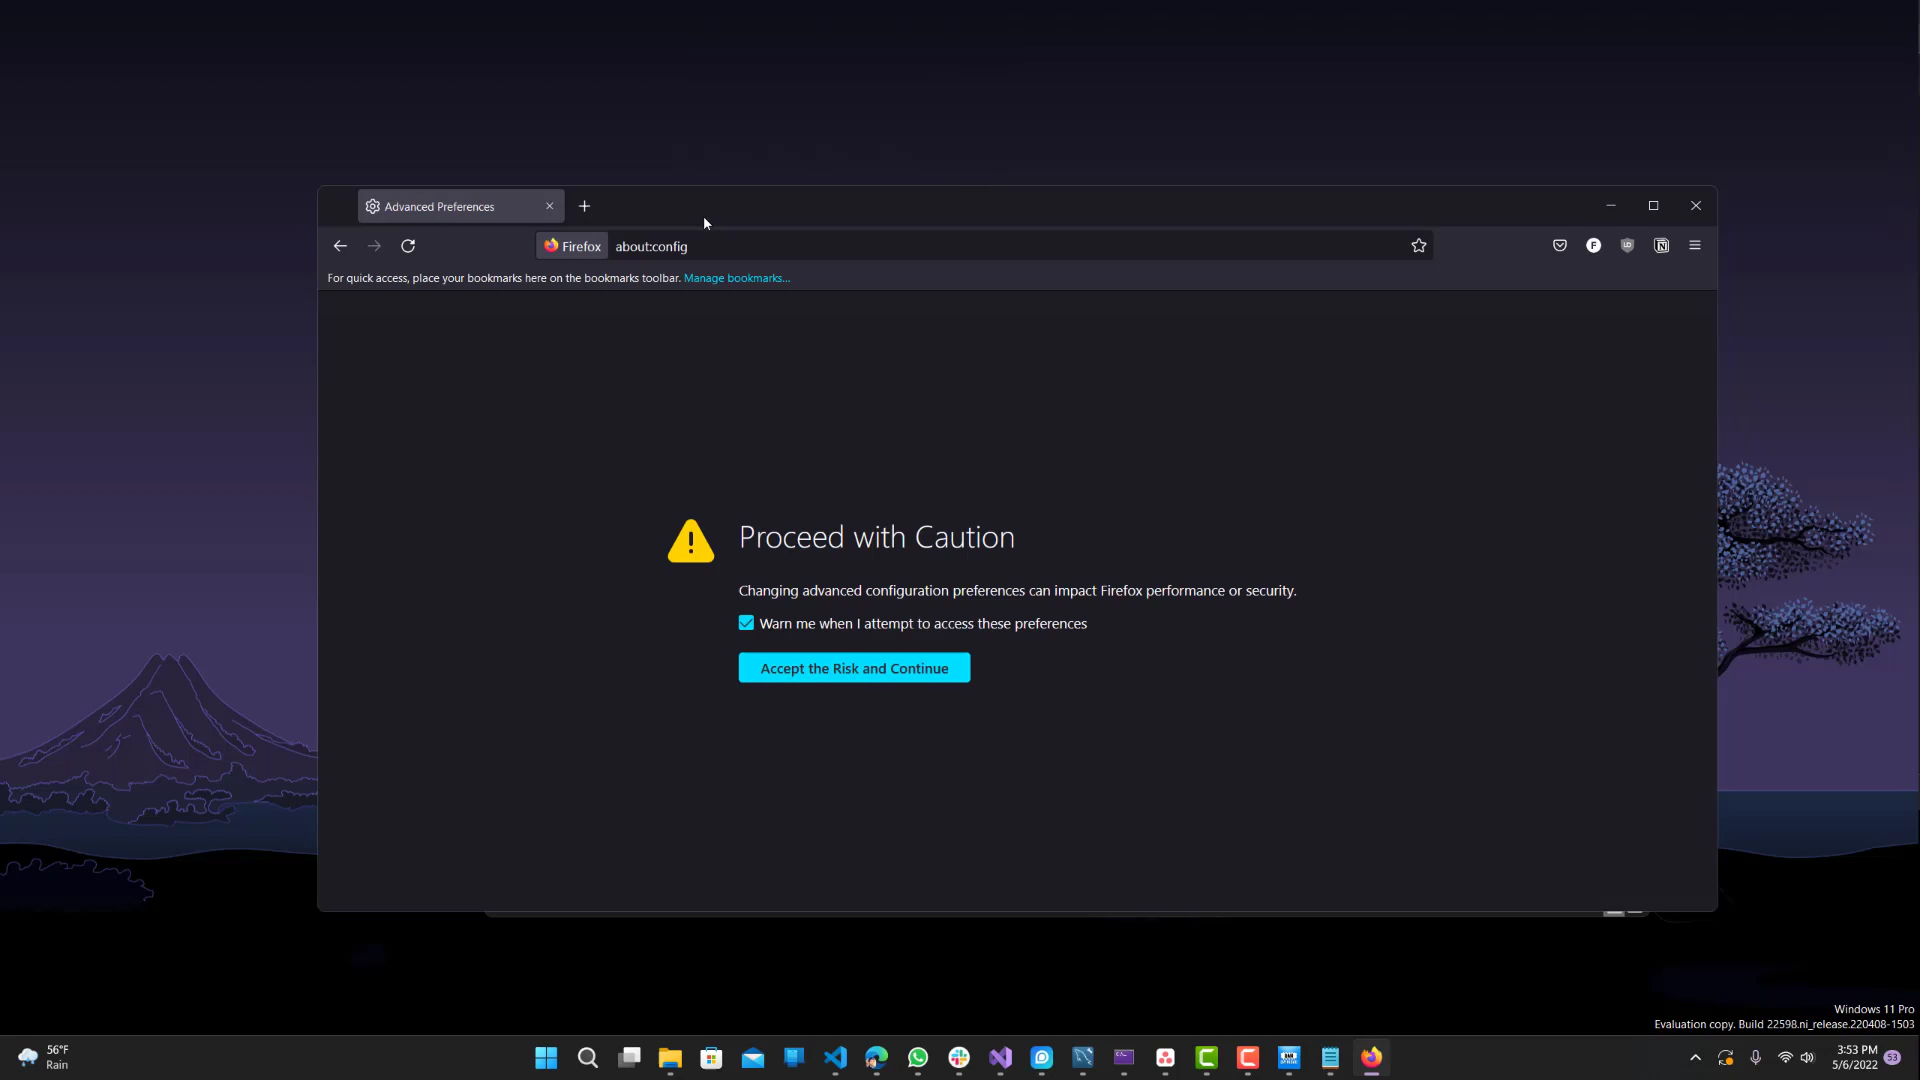 Advanced Preferences
Firefox about:config
For quick access, place your bookmarks here on the bookmarks toolbar. Manage bookmarks...
Proceed with Caution
Changing advanced configuration preferences can impact Firefox performance or security.
Warn me when I attempt to access these preferences
Accept the Risk and Continue
Windows 11 Pro
Evaluation copy. Build 22598.ni_release.220408-1503
56°F
Rain
3:53 PM
5/6/2022
53